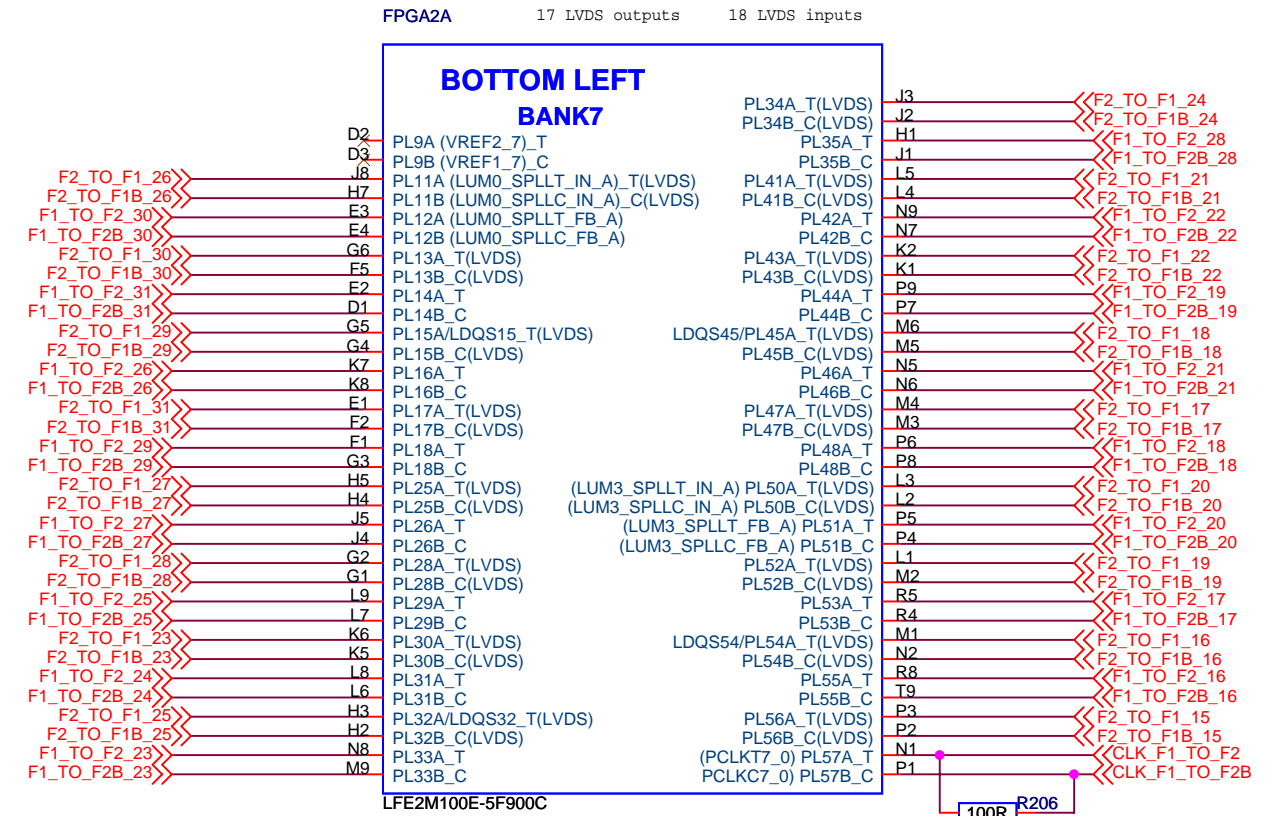 FPGA2A 17 LVDS outputs 18 LVDS inputs
BOTTOM LEFT
BANK7
D2 PL9A (VREF2_7)_T
D3 PL9B (VREF1_7)_C
F2_TO_F1_26 J8 PL11A (LUM0_SPLLT_IN_A)_T(LVDS)
F2_TO_F1B_26 H7 PL11B (LUM0_SPLLC_IN_A)_C(LVDS)
F1_TO_F2_30 E3 PL12A (LUM0_SPLLT_FB_A)
F1_TO_F2B_30 E4 PL12B (LUM0_SPLLC_FB_A)
F2_TO_F1_30 G6 PL13A_T(LVDS)
F2_TO_F1B_30 F5 PL13B_C(LVDS)
F1_TO_F2_31 E2 PL14A_T
F1_TO_F2B_31 D1 PL14B_C
F2_TO_F1_29 G5 PL15A/LDQS15_T(LVDS)
F2_TO_F1B_29 G4 PL15B_C(LVDS)
F1_TO_F2_26 K7 PL16A_T
F1_TO_F2B_26 K8 PL16B_C
F2_TO_F1_31 E1 PL17A_T(LVDS)
F2_TO_F1B_31 F2 PL17B_C(LVDS)
F1_TO_F2_29 F1 PL18A_T
F1_TO_F2B_29 G3 PL18B_C
F2_TO_F1_27 H5 PL25A_T(LVDS)
F2_TO_F1B_27 H4 PL25B_C(LVDS)
F1_TO_F2_27 J5 PL26A_T
F1_TO_F2B_27 J4 PL26B_C
F2_TO_F1_28 G2 PL28A_T(LVDS)
F2_TO_F1B_28 G1 PL28B_C(LVDS)
F1_TO_F2_25 L9 PL29A_T
F1_TO_F2B_25 L7 PL29B_C
F2_TO_F1_23 K6 PL30A_T(LVDS)
F2_TO_F1B_23 K5 PL30B_C(LVDS)
F1_TO_F2_24 L8 PL31A_T
F1_TO_F2B_24 L6 PL31B_C
F2_TO_F1_25 H3 PL32A/LDQS32_T(LVDS)
F2_TO_F1B_25 H2 PL32B_C(LVDS)
F1_TO_F2_23 N8 PL33A_T
F1_TO_F2B_23 M9 PL33B_C
PL34A_T(LVDS) J3 F2_TO_F1_24
PL34B_C(LVDS) J2 F2_TO_F1B_24
PL35A_T H1 F1_TO_F2_28
PL35B_C J1 F1_TO_F2B_28
PL41A_T(LVDS) L5 F2_TO_F1_21
PL41B_C(LVDS) L4 F2_TO_F1B_21
PL42A_T N9 F1_TO_F2_22
PL42B_C N7 F1_TO_F2B_22
PL43A_T(LVDS) K2 F2_TO_F1_22
PL43B_C(LVDS) K1 F2_TO_F1B_22
PL44A_T P9 F1_TO_F2_19
PL44B_C P7 F1_TO_F2B_19
LDQS45/PL45A_T(LVDS) M6 F2_TO_F1_18
PL45B_C(LVDS) M5 F2_TO_F1B_18
PL46A_T N5 F1_TO_F2_21
PL46B_C N6 F1_TO_F2B_21
PL47A_T(LVDS) M4 F2_TO_F1_17
PL47B_C(LVDS) M3 F2_TO_F1B_17
PL48A_T P6 F1_TO_F2_18
PL48B_C P8 F1_TO_F2B_18
(LUM3_SPLLT_IN_A) PL50A_T(LVDS) L3 F2_TO_F1_20
(LUM3_SPLLC_IN_A) PL50B_C(LVDS) L2 F2_TO_F1B_20
(LUM3_SPLLT_FB_A) PL51A_T P5 F1_TO_F2_20
(LUM3_SPLLC_FB_A) PL51B_C P4 F1_TO_F2B_20
PL52A_T(LVDS) L1 F2_TO_F1_19
PL52B_C(LVDS) M2 F2_TO_F1B_19
PL53A_T R5 F1_TO_F2_17
PL53B_C R4 F1_TO_F2B_17
LDQS54/PL54A_T(LVDS) M1 F2_TO_F1_16
PL54B_C(LVDS) N2 F2_TO_F1B_16
PL55A_T R8 F1_TO_F2_16
PL55B_C T9 F1_TO_F2B_16
PL56A_T(LVDS) P3 F2_TO_F1_15
PL56B_C(LVDS) P2 F2_TO_F1B_15
(PCLKT7_0) PL57A_T N1 CLK_F1_TO_F2
PCLKC7_0) PL57B_C P1 CLK_F1_TO_F2B
LFE2M100E-5F900C
100R R206